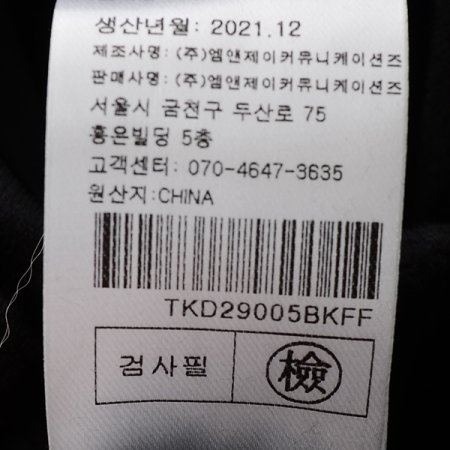 생산년월: 2021.12
제조사명: (주)엠앤제이커뮤니케이션즈
판매사명: (주)엠앤제이커뮤니케이션즈
서울시 금천구 두산로 75
홍은빌딩 5층
고객센터: 070-4647-3635
원산지:CHINA
TKD29005BKFF
검사필 檢